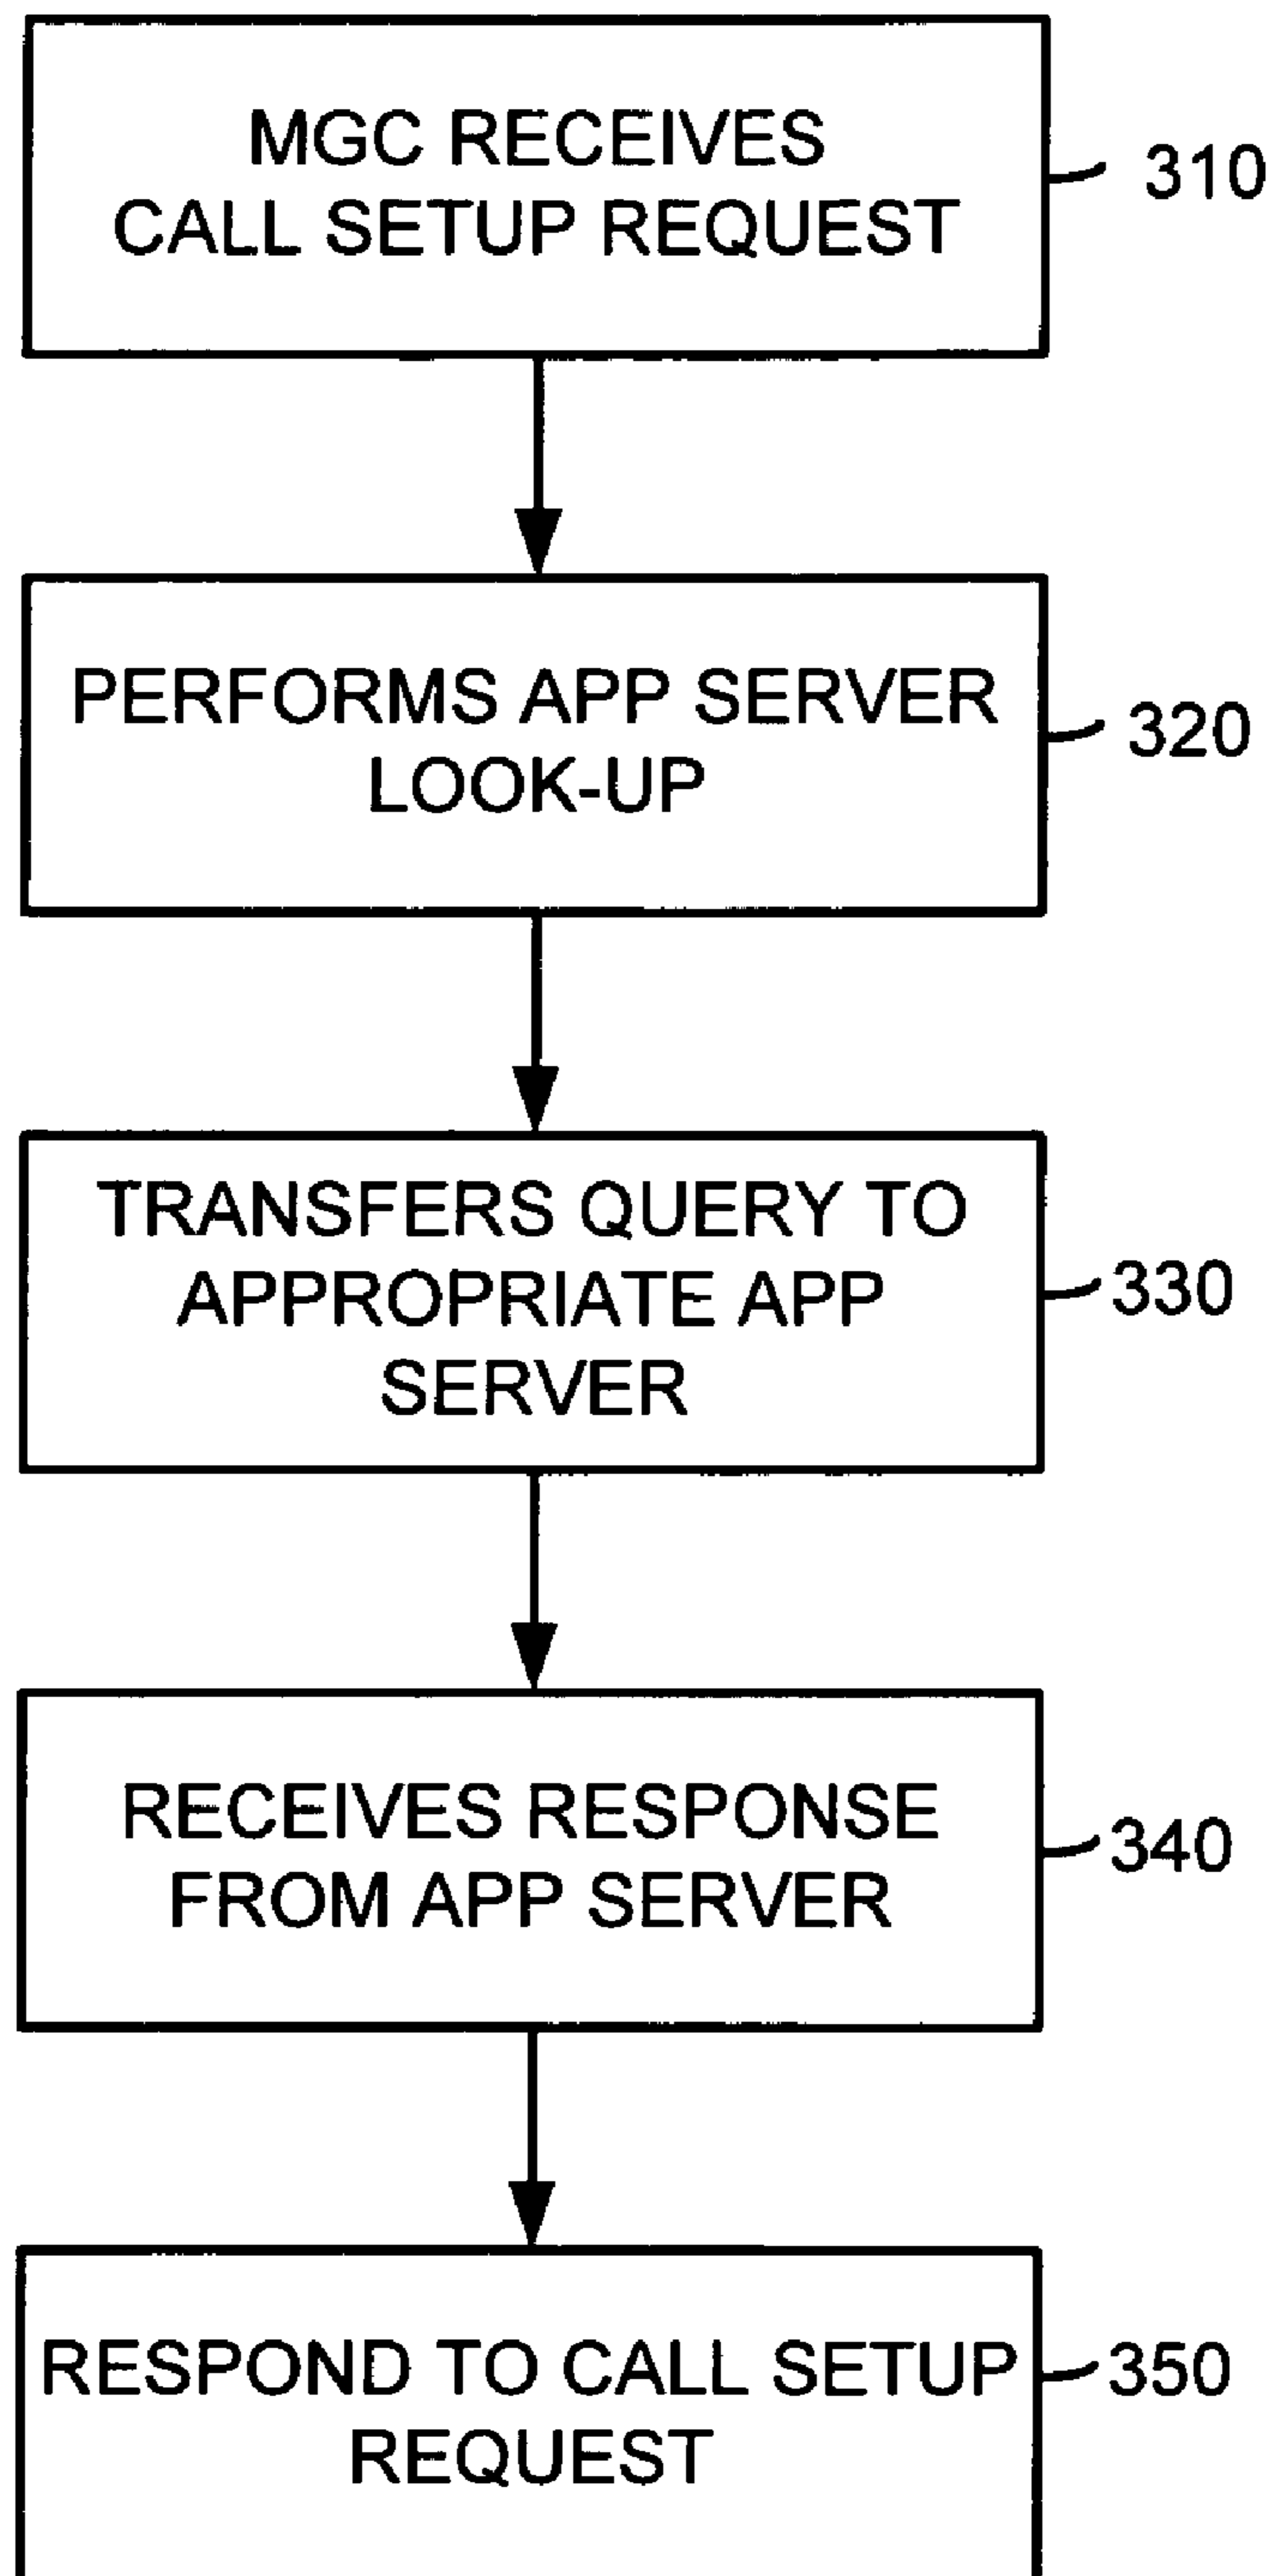 MGC RECEIVES
CALL SETUP REQUEST
310
PERFORMS APP SERVER
LOOK-UP
320
TRANSFERS QUERY TO
APPROPRIATE APP
SERVER
330
RECEIVES RESPONSE
FROM APP SERVER
340
RESPOND TO CALL SETUP
REQUEST
350